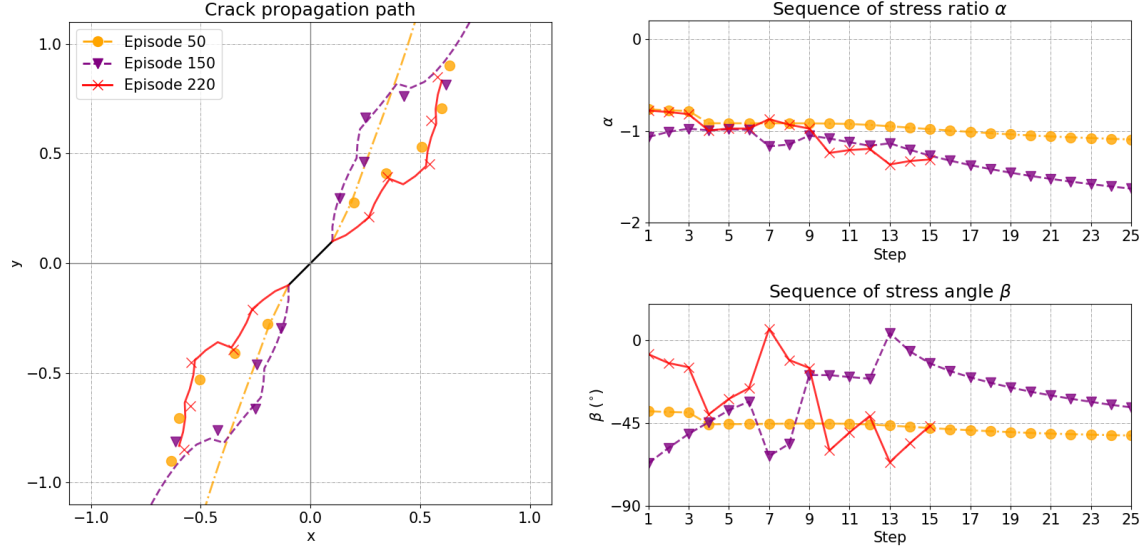 Crack propagation path
Episode 50
Episode 150
Episode 220
1.0
0.5
0.0
−0.5
−1.0
y
−1.0 −0.5 0.0 0.5 1.0
x
Sequence of stress ratio α
0
−1
−2
α
1 3 5 7 9 11 13 15 17 19 21 23 25
Step
Sequence of stress angle β
0
−45
−90
β (°)
1 3 5 7 9 11 13 15 17 19 21 23 25
Step